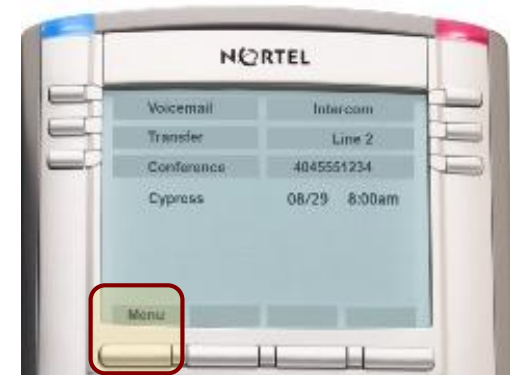 NORTEL
Voicemail Intercom
Transfer Line 2
Conference 4045551234
Cypress 08/29 8:00am
Menu